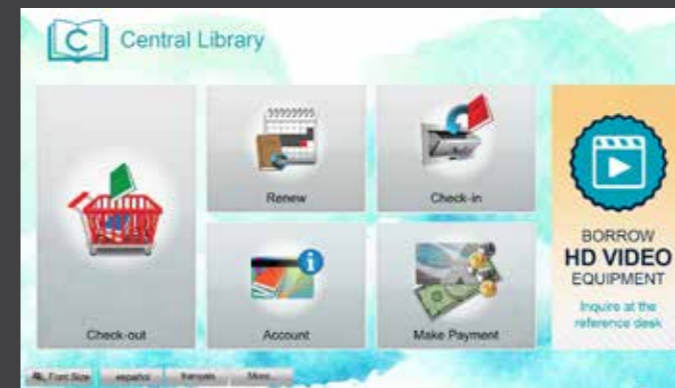 C
Central Library
Renew
Check-in
Check-out
Account
Make Payment
BORROW
HD VIDEO
EQUIPMENT
Inquire at the
reference desk
Font Size
español
français
More...